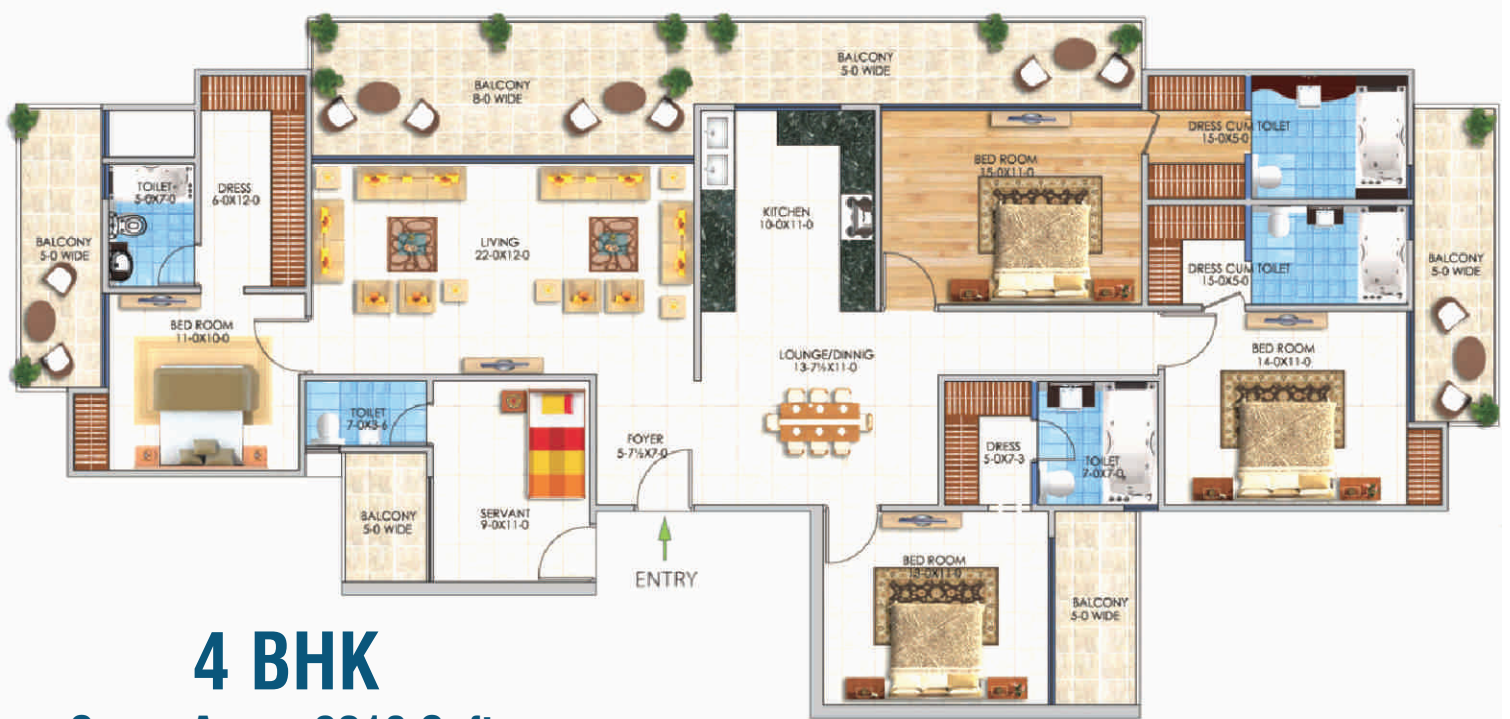 BALCONY
8-0 WIDE
BALCONY
5-0 WIDE
TOILET
5-0X7-0
DRESS
6-0X12-0
BALCONY
5-0 WIDE
LIVING
22-0X12-0
KITCHEN
10-0X11-0
BED ROOM
15-0X11-0
DRESS CUM TOILET
15-0X5-0
DRESS CUM TOILET
15-0X5-0
BALCONY
5-0 WIDE
BED ROOM
11-0X10-0
LOUNGE/DINNIG
13-7½X11-0
BED ROOM
14-0X11-0
TOILET
7-0X3-6
FOYER
5-7½X7-0
DRESS
5-0X7-3
TOILET
7-0X7-0
BALCONY
5-0 WIDE
SERVANT
9-0X11-0
ENTRY
BED ROOM
13-0X11-0
BALCONY
5-0 WIDE
4 BHK